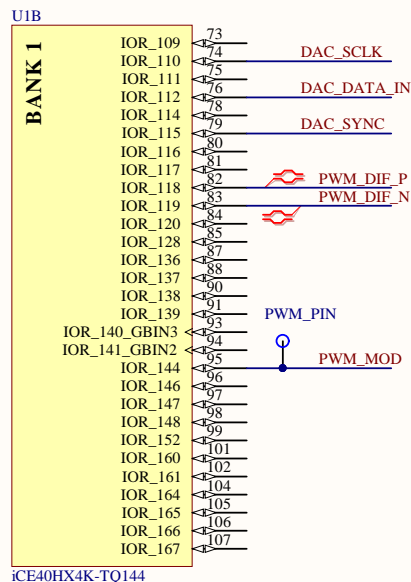 U1B
BANK 1
IOR_109 73
IOR_110 74 DAC_SCLK
IOR_111 75
IOR_112 76 DAC_DATA_IN
IOR_114 78
IOR_115 79 DAC_SYNC
IOR_116 80
IOR_117 81
IOR_118 82 PWM_DIF_P
IOR_119 83 PWM_DIF_N
IOR_120 84
IOR_128 85
IOR_136 87
IOR_137 88
IOR_138 90
IOR_139 91
IOR_140_GBIN3 93
PWM_PIN
IOR_141_GBIN2 94
IOR_144 95 PWM_MOD
IOR_146 96
IOR_147 97
IOR_148 98
IOR_152 99
IOR_160 101
IOR_161 102
IOR_164 104
IOR_165 105
IOR_166 106
IOR_167 107
iCE40HX4K-TQ144